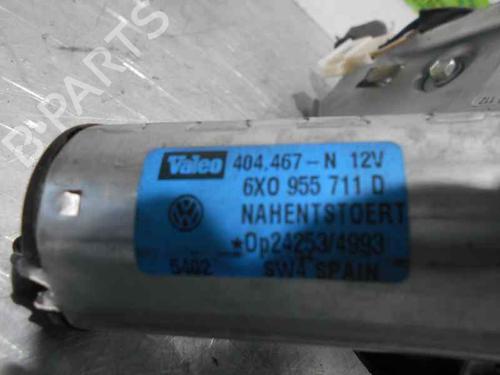 B-PARTS
Valeo 404.467-N 12V
6X0 955 711 D
NAHENTSTOERT
*Op24253/4993
5402 SW4 SPAIN